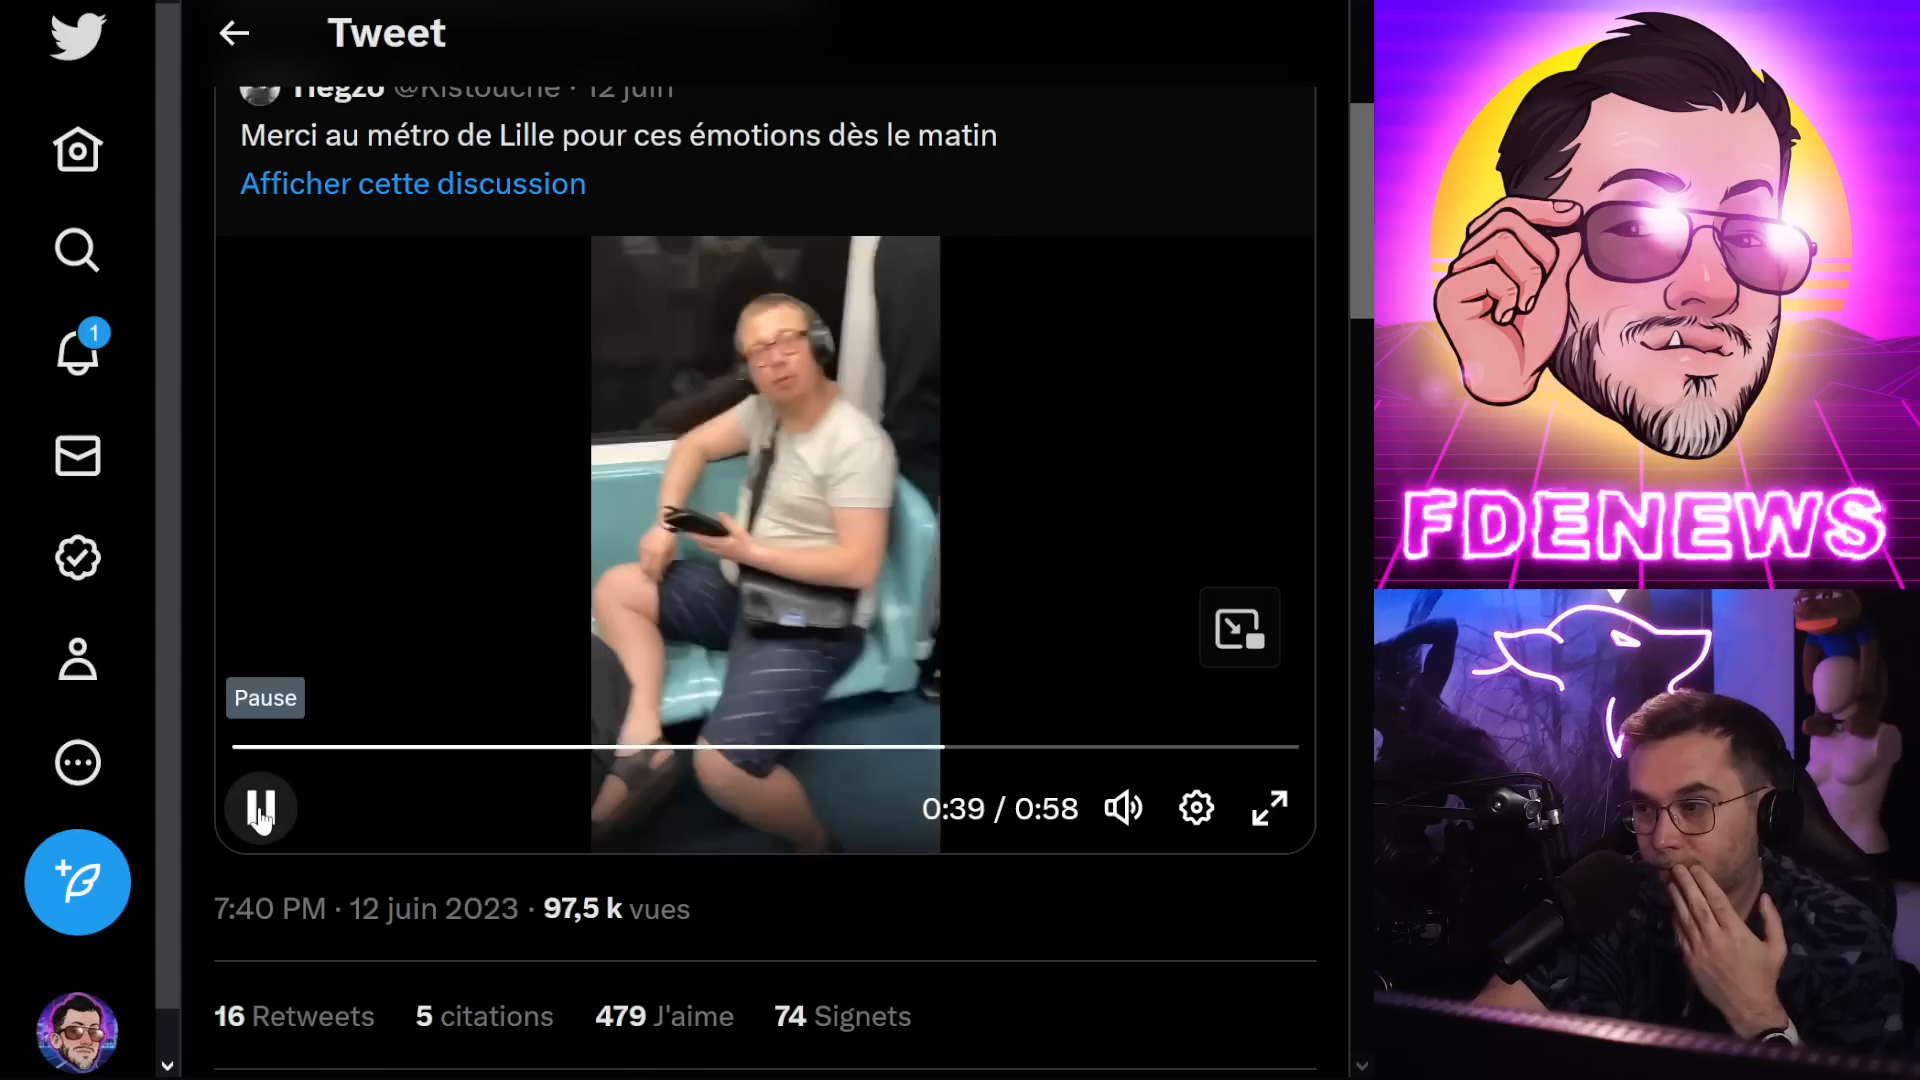 Tweet
12 juin
Merci au métro de Lille pour ces émotions dès le matin
Afficher cette discussion
1
Pause
0:39 / 0:58
7:40 PM · 12 juin 2023 · 97,5 k vues
16 Retweets 5 citations 479 J'aime 74 Signets
FDENEWS